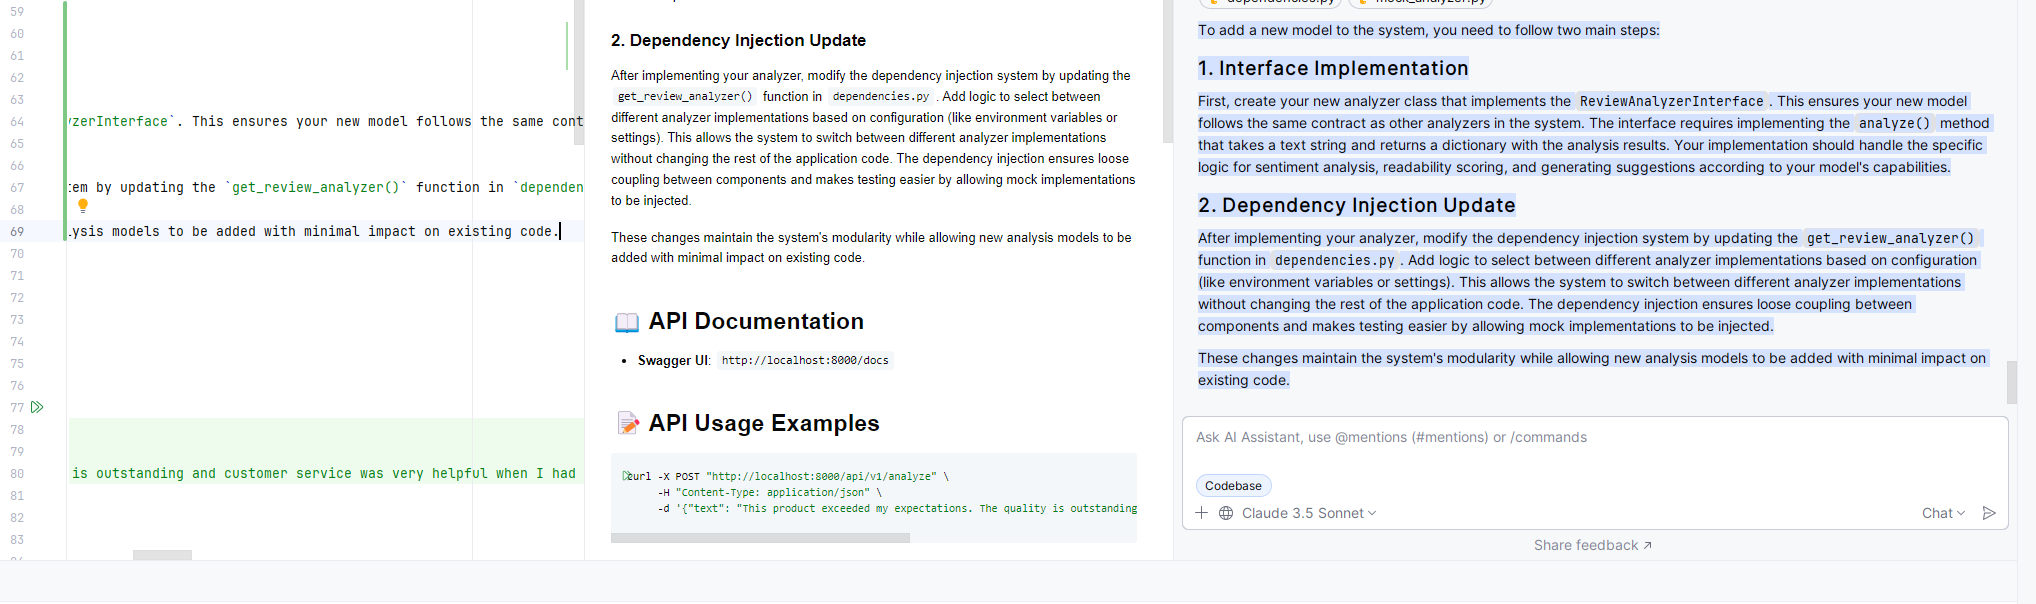 59
60
61
62
63
64 yzerInterface`. This ensures your new model follows the same cont
65
66
67 tem by updating the `get_review_analyzer()` function in `dependen
68
69 lysis models to be added with minimal impact on existing code.
70
71
72
73
74
75
76
77
78
79
80 is outstanding and customer service was very helpful when I had
81
82
83
2. Dependency Injection Update
After implementing your analyzer, modify the dependency injection system by updating the
get_review_analyzer() function in dependencies.py . Add logic to select between
different analyzer implementations based on configuration (like environment variables or
settings). This allows the system to switch between different analyzer implementations
without changing the rest of the application code. The dependency injection ensures loose
coupling between components and makes testing easier by allowing mock implementations
to be injected.
These changes maintain the system's modularity while allowing new analysis models to be
added with minimal impact on existing code.
📖 API Documentation
• Swagger UI: http://localhost:8000/docs
📝 API Usage Examples
curl -X POST "http://localhost:8000/api/v1/analyze" \
-H "Content-Type: application/json" \
-d '{"text": "This product exceeded my expectations. The quality is outstanding
dependencies.py mock_analyzer.py
To add a new model to the system, you need to follow two main steps:
1. Interface Implementation
First, create your new analyzer class that implements the ReviewAnalyzerInterface . This ensures your new model
follows the same contract as other analyzers in the system. The interface requires implementing the analyze() method
that takes a text string and returns a dictionary with the analysis results. Your implementation should handle the specific
logic for sentiment analysis, readability scoring, and generating suggestions according to your model's capabilities.
2. Dependency Injection Update
After implementing your analyzer, modify the dependency injection system by updating the get_review_analyzer()
function in dependencies.py . Add logic to select between different analyzer implementations based on configuration
(like environment variables or settings). This allows the system to switch between different analyzer implementations
without changing the rest of the application code. The dependency injection ensures loose coupling between
components and makes testing easier by allowing mock implementations to be injected.
These changes maintain the system's modularity while allowing new analysis models to be added with minimal impact on
existing code.
Ask AI Assistant, use @mentions (#mentions) or /commands
Codebase
Claude 3.5 Sonnet
Chat
Share feedback ↗